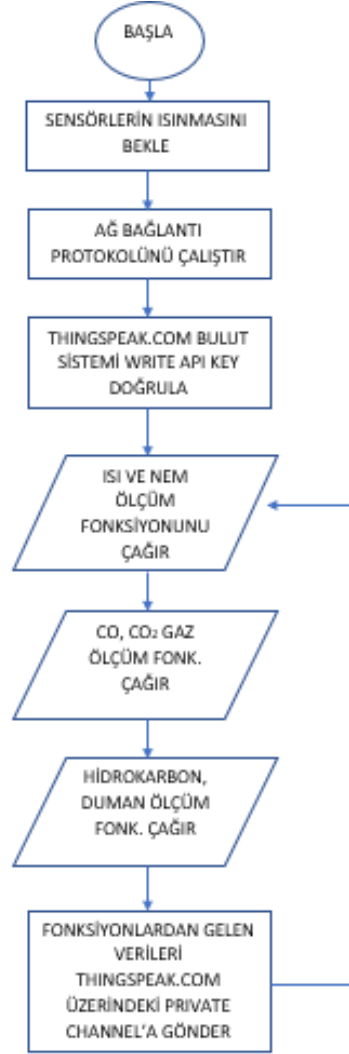 BAŞLA
SENSÖRLERİN ISINMASINI
BEKLE
AĞ BAĞLANTI
PROTOKOLÜNÜ ÇALIŞTIR
THINGSPEAK.COM BULUT
SİSTEMİ WRITE API KEY
DOĞRULA
ISI VE NEM
ÖLÇÜM
FONKSİYONUNU
ÇAĞIR
CO, CO₂ GAZ
ÖLÇÜM FONK.
ÇAĞIR
HİDROKARBON,
DUMAN ÖLÇÜM
FONK. ÇAĞIR
FONKSİYONLARDAN GELEN
VERİLERİ
THINGSPEAK.COM
ÜZERİNDEKİ PRIVATE
CHANNEL'A GÖNDER